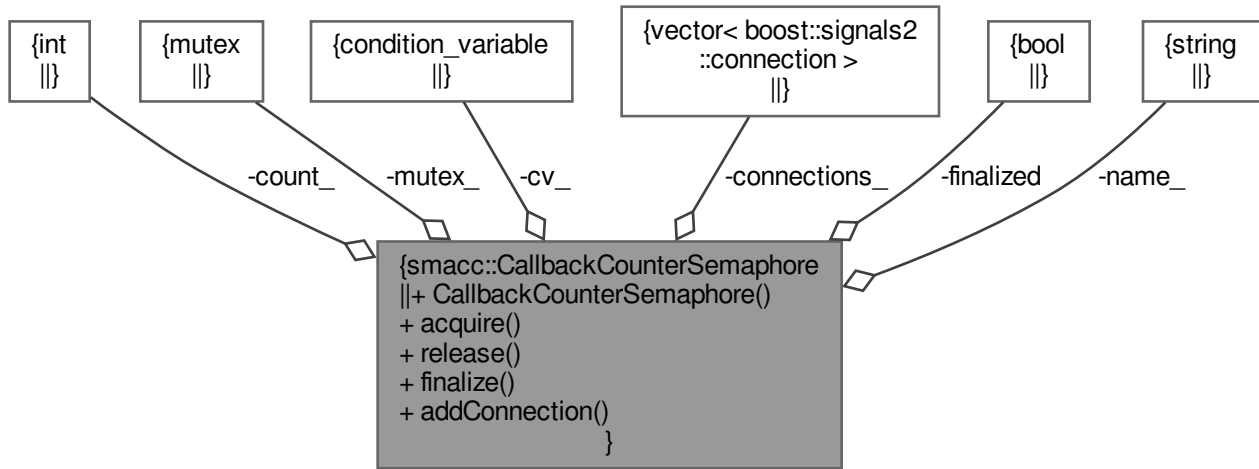 {int
||}
{mutex
||}
{condition_variable
||}
{vector< boost::signals2
::connection >
||}
{bool
||}
{string
||}
-count_
-mutex_
-cv_
-connections_
-finalized
-name_
{smacc::CallbackCounterSemaphore
||+ CallbackCounterSemaphore()
+ acquire()
+ release()
+ finalize()
+ addConnection()
}